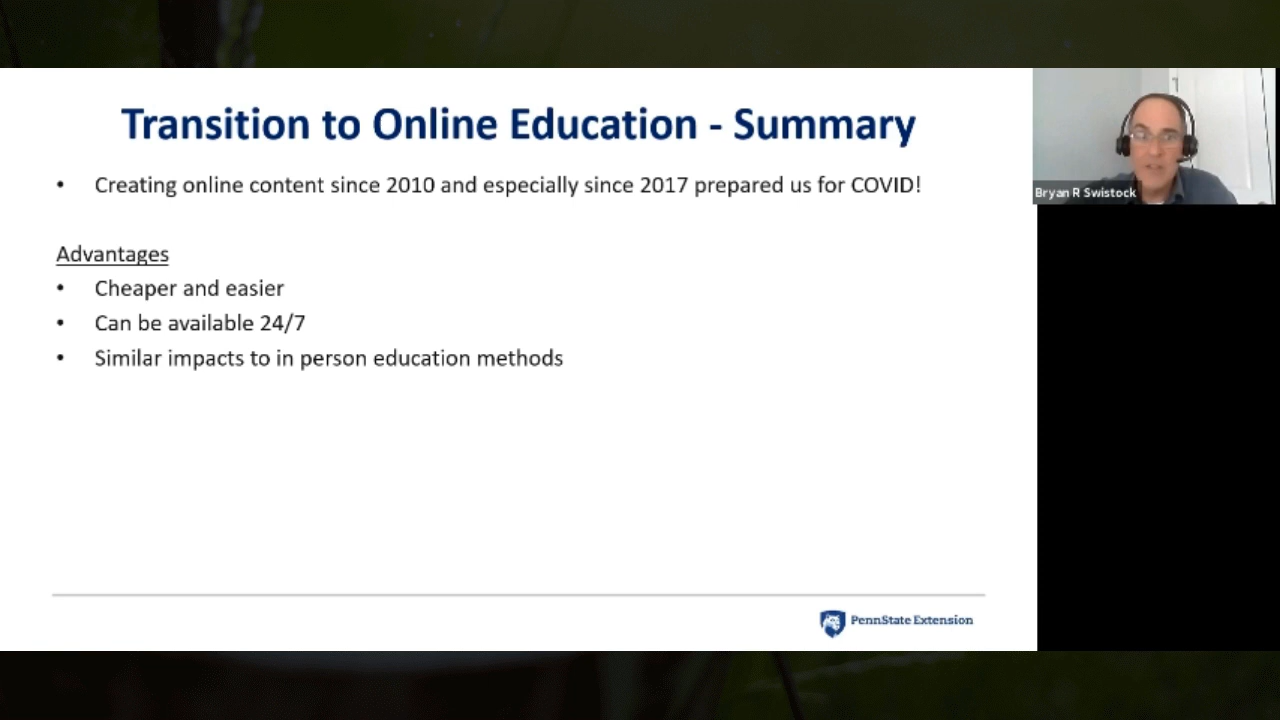 Transition to Online Education - Summary
• Creating online content since 2010 and especially since 2017 prepared us for COVID!
Advantages
• Cheaper and easier
• Can be available 24/7
• Similar impacts to in person education methods
PennState Extension
Bryan R Swistock